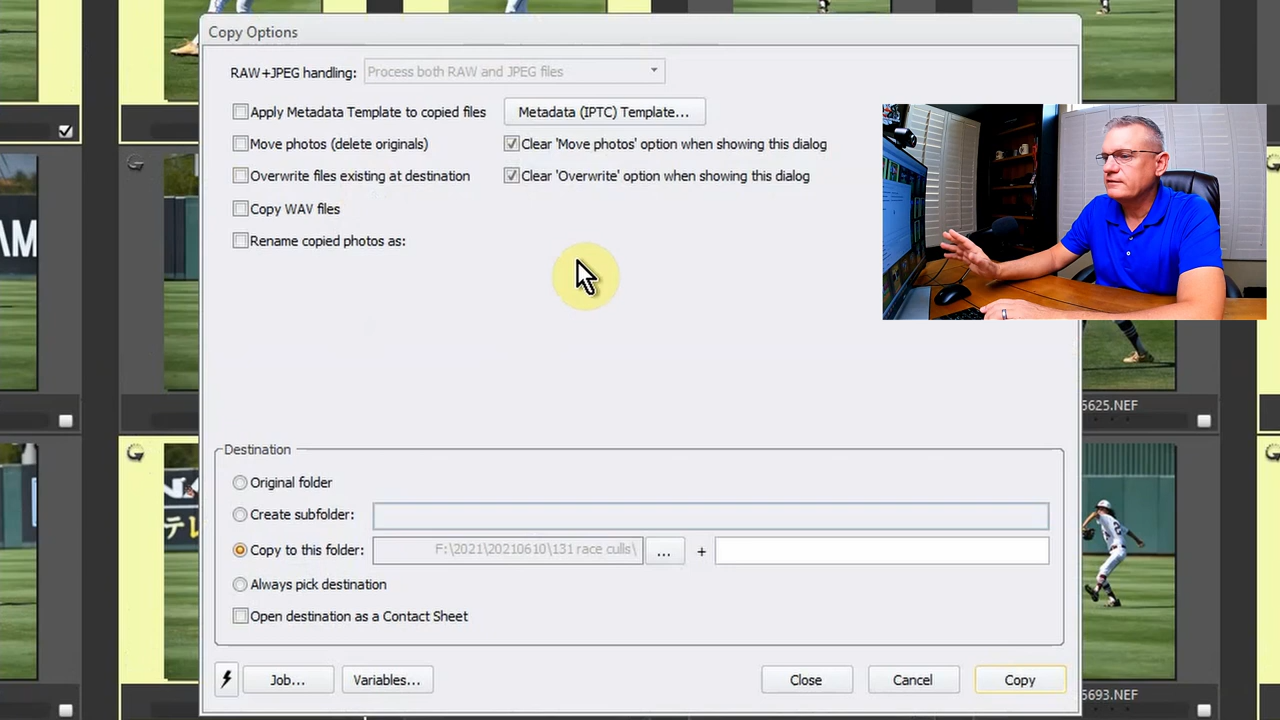 Copy Options
RAW+JPEG handling: Process both RAW and JPEG files
Apply Metadata Template to copied files Metadata (IPTC) Template...
Move photos (delete originals) Clear 'Move photos' option when showing this dialog
Overwrite files existing at destination Clear 'Overwrite' option when showing this dialog
Copy WAV files
Rename copied photos as:
AM
5625.NEF
Destination
Original folder
Create subfolder:
テレ
Copy to this folder: F:\2021\20210610\131 race culls\ ... +
Always pick destination
Open destination as a Contact Sheet
Job... Variables... Close Cancel Copy
5693.NEF